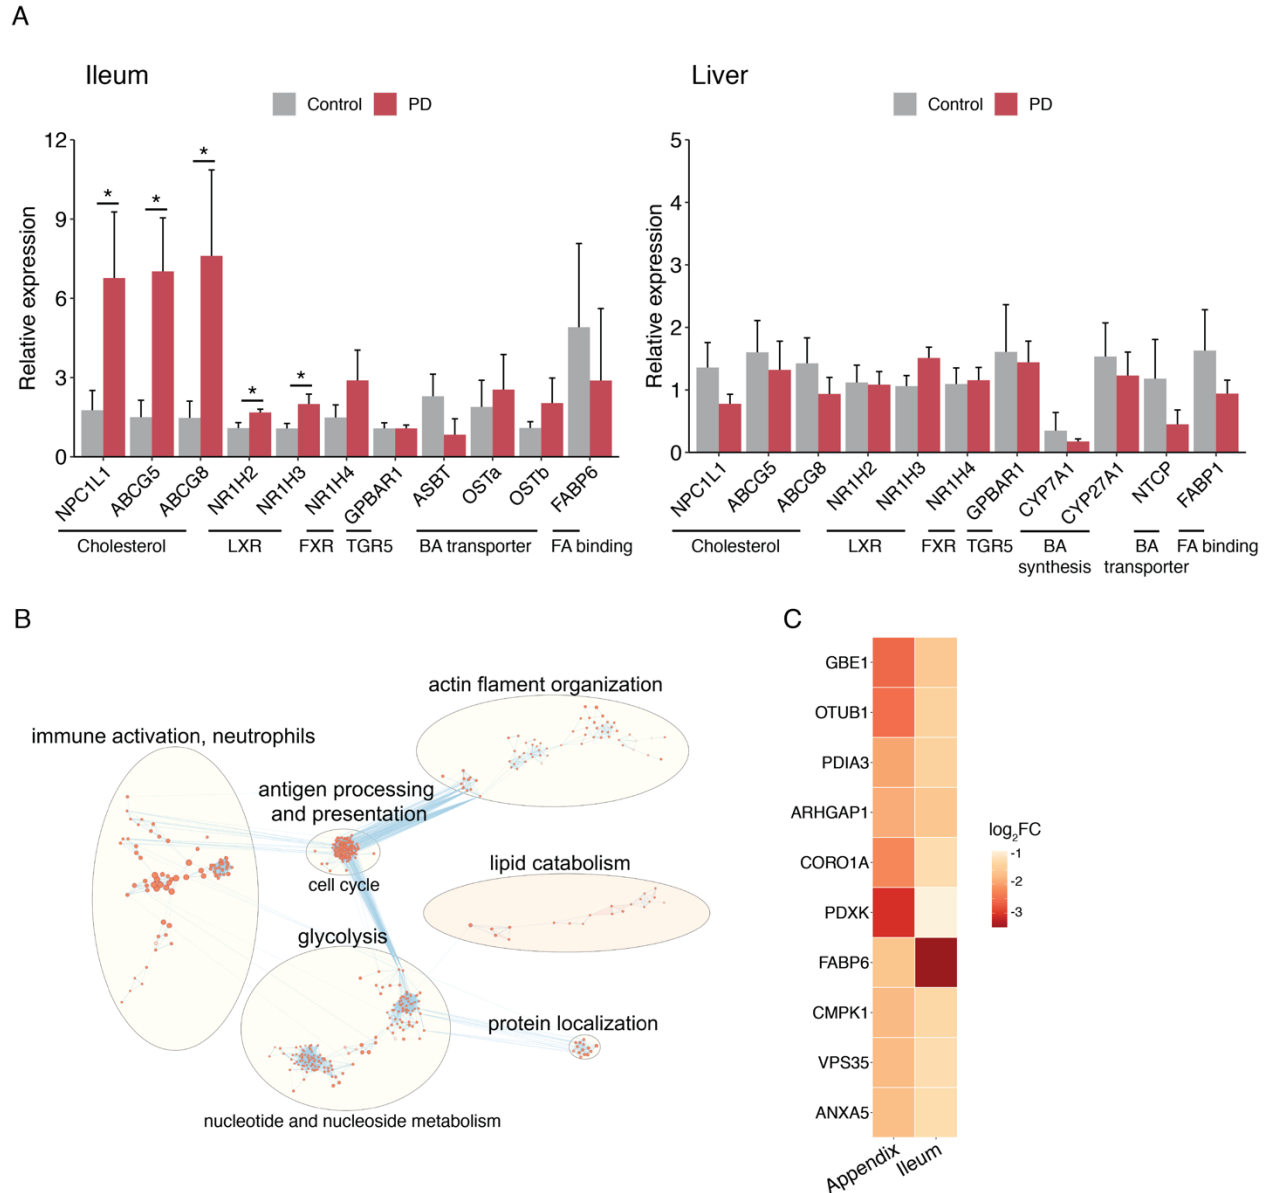 A
Ileum
Control
PD
Relative expression
12
9
6
3
0
*
*
*
*
*
NPC1L1
ABCG5
ABCG8
NR1H2
NR1H3
NR1H4
GPBAR1
ASBT
OSTa
OSTb
FABP6
Cholesterol
LXR
FXR
TGR5
BA transporter
FA binding
Liver
Control
PD
Relative expression
5
4
3
2
1
0
NPC1L1
ABCG5
ABCG8
NR1H2
NR1H3
NR1H4
GPBAR1
CYP7A1
CYP27A1
NTCP
FABP1
Cholesterol
LXR
FXR
TGR5
BA
synthesis
BA
transporter
FA binding
B
actin flament organization
immune activation, neutrophils
antigen processing
and presentation
cell cycle
lipid catabolism
glycolysis
protein localization
nucleotide and nucleoside metabolism
C
GBE1
OTUB1
PDIA3
ARHGAP1
CORO1A
PDXK
FABP6
CMPK1
VPS35
ANXA5
Appendix
Ileum
log2FC
-1
-2
-3